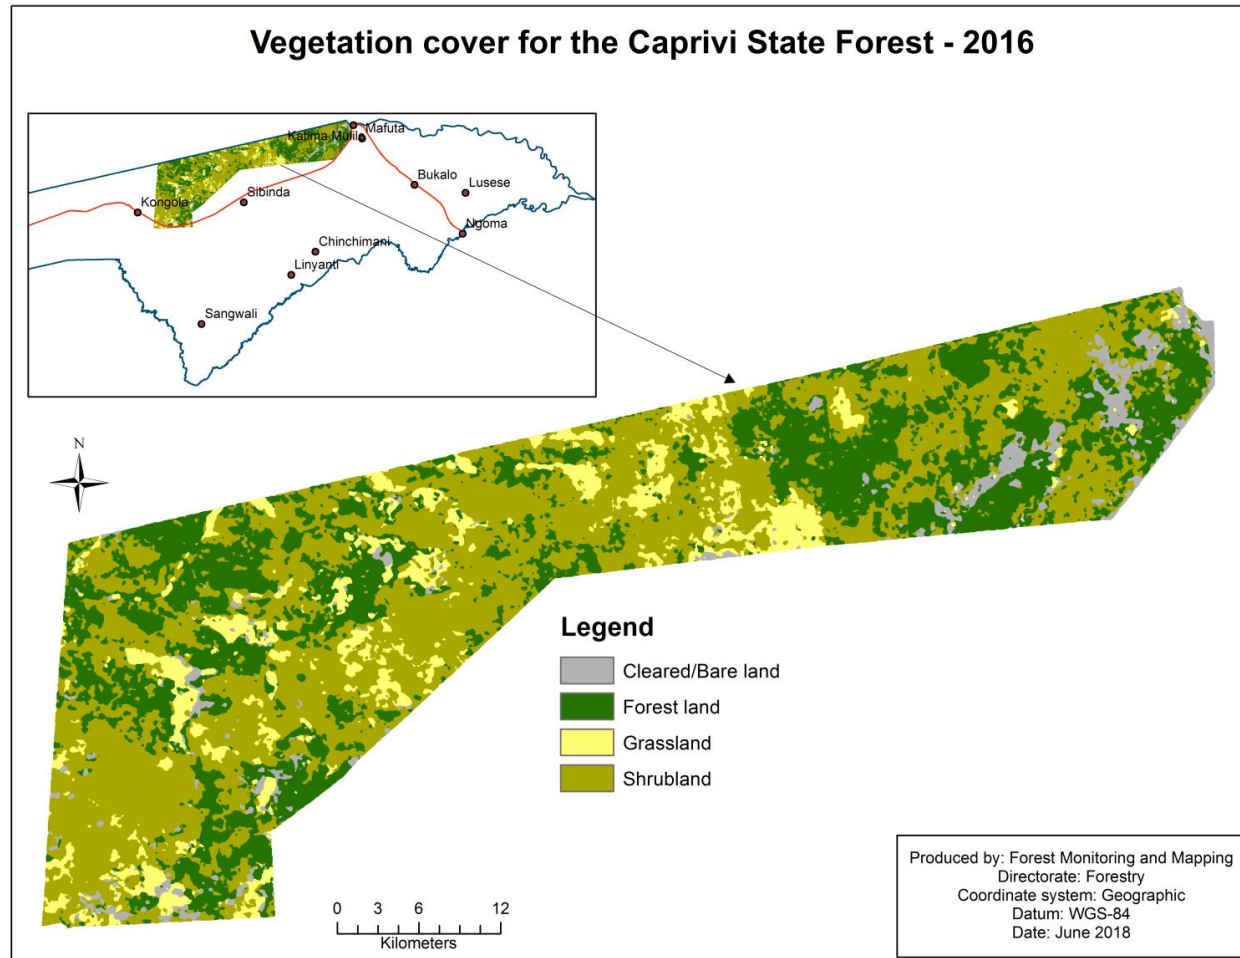 Vegetation cover for the Caprivi State Forest - 2016
Mafuta
Katima Mulilo
Bukalo
Lusese
Sibinda
Kongola
Ngoma
Chinchimani
Linyanti
Sangwali
N
Legend
Cleared/Bare land
Forest land
Grassland
Shrubland
0 3 6 12
Kilometers
Produced by: Forest Monitoring and Mapping
Directorate: Forestry
Coordinate system: Geographic
Datum: WGS-84
Date: June 2018